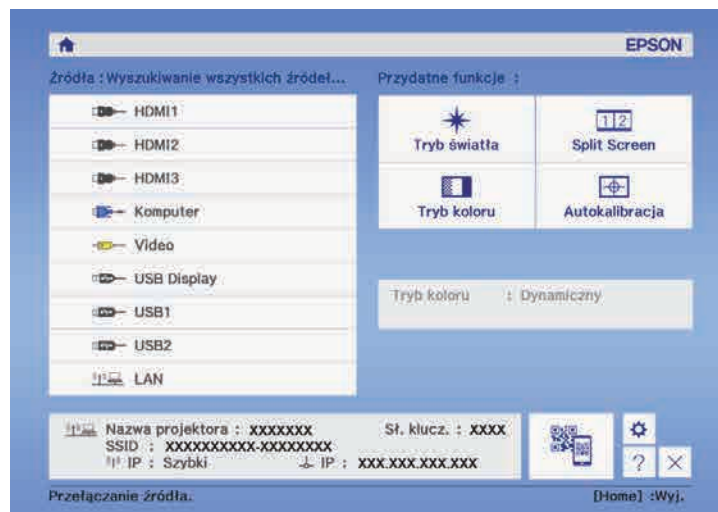 EPSON
Źródła : Wyszukiwanie wszystkich źródeł...
HDMI1
HDMI2
HDMI3
Komputer
Video
USB Display
USB1
USB2
LAN
Przydatne funkcje :
Tryb światła
1 2
Split Screen
Tryb koloru
Autokalibracja
Tryb koloru : Dynamiczny
Nazwa projektora : XXXXXXX Sł. klucz. : XXXX
SSID : XXXXXXXXXX-XXXXXXXX
IP : Szybki IP : XXX.XXX.XXX.XXX
?
Przełączanie źródła. [Home] :Wyj.